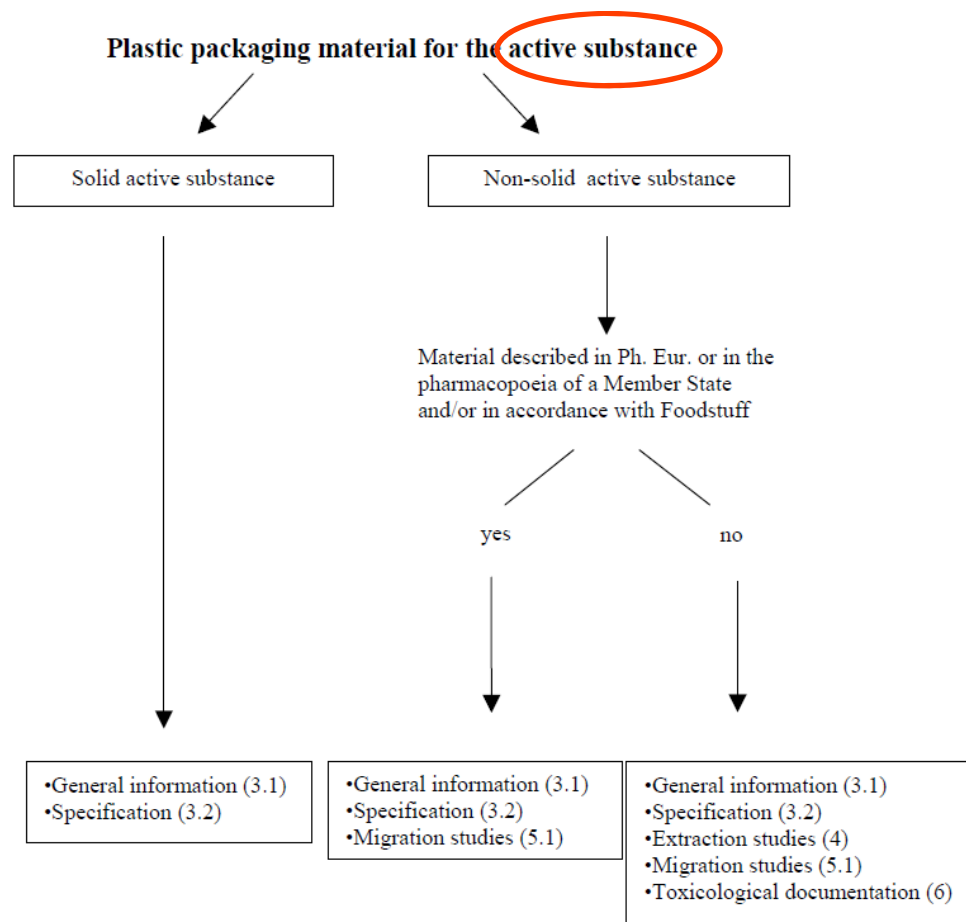 Plastic packaging material for the active substance
Solid active substance
Non-solid active substance
Material described in Ph. Eur. or in the
pharmacopoeia of a Member State
and/or in accordance with Foodstuff
yes
no
•General information (3.1)
•Specification (3.2)
•General information (3.1)
•Specification (3.2)
•Migration studies (5.1)
•General information (3.1)
•Specification (3.2)
•Extraction studies (4)
•Migration studies (5.1)
•Toxicological documentation (6)